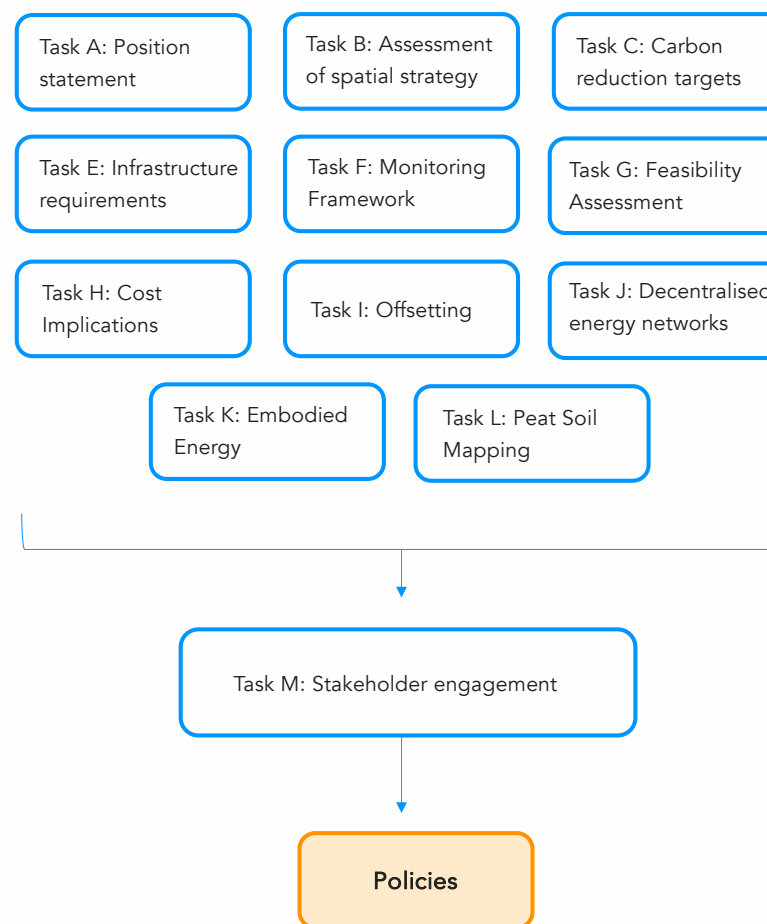 Task A: Position
statement
Task B: Assessment
of spatial strategy
Task C: Carbon
reduction targets
Task E: Infrastructure
requirements
Task F: Monitoring
Framework
Task G: Feasibility
Assessment
Task H: Cost
Implications
Task I: Offsetting
Task J: Decentralised
energy networks
Task K: Embodied
Energy
Task L: Peat Soil
Mapping
Task M: Stakeholder engagement
Policies